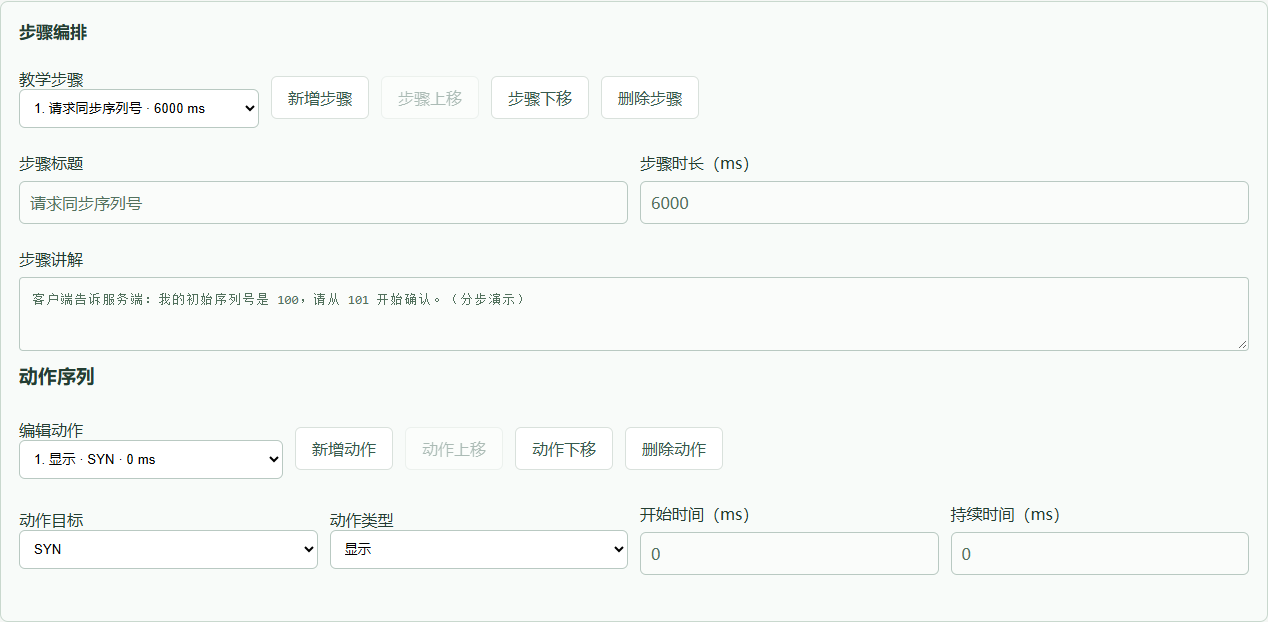 步骤编排
教学步骤
1. 请求同步序列号 · 6000 ms 新增步骤 步骤上移 步骤下移 删除步骤
步骤标题 步骤时长（ms）
请求同步序列号 6000
步骤讲解
客户端告诉服务端：我的初始序列号是 100，请从 101 开始确认。（分步演示）
动作序列
编辑动作
1. 显示 · SYN · 0 ms 新增动作 动作上移 动作下移 删除动作
动作目标 动作类型 开始时间（ms） 持续时间（ms）
SYN 显示 0 0